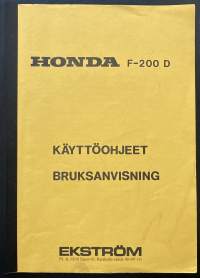 HONDA F-200 D
KÄYTTÖOHJEET
BRUKSANVISNING
EKSTRÖM